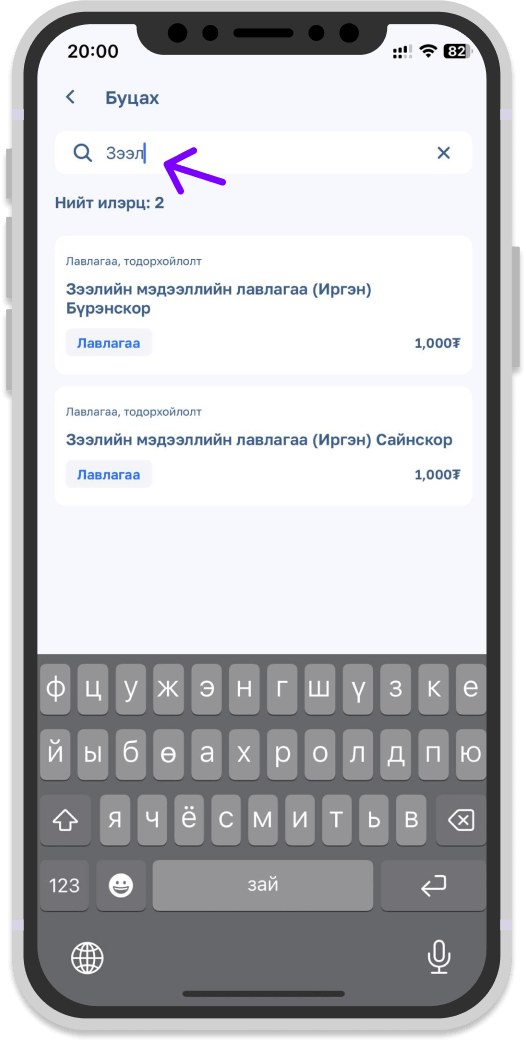 20:00
82
Буцах
Зээл
Нийт илэрц: 2
Лавлагаа, тодорхойлолт
Зээлийн мэдээллийн лавлагаа (Иргэн)
Бүрэнскор
Лавлагаа
1,000₮
Лавлагаа, тодорхойлолт
Зээлийн мэдээллийн лавлагаа (Иргэн) Сайнскор
Лавлагаа
1,000₮
ф ц у ж э н г ш ү з к е
й ы б ө а х р о л д п ю
я ч ё с м и т ь в
123
зай